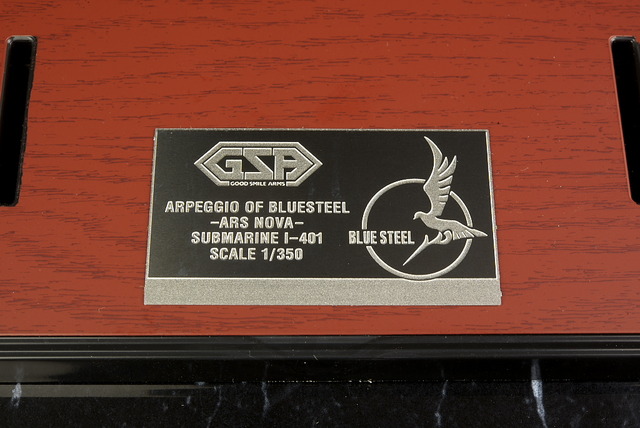 GSA
GOOD SMILE ARMS
ARPEGGIO OF BLUESTEEL
-ARS NOVA-
SUBMARINE I-401
SCALE 1/350
BLUE STEEL